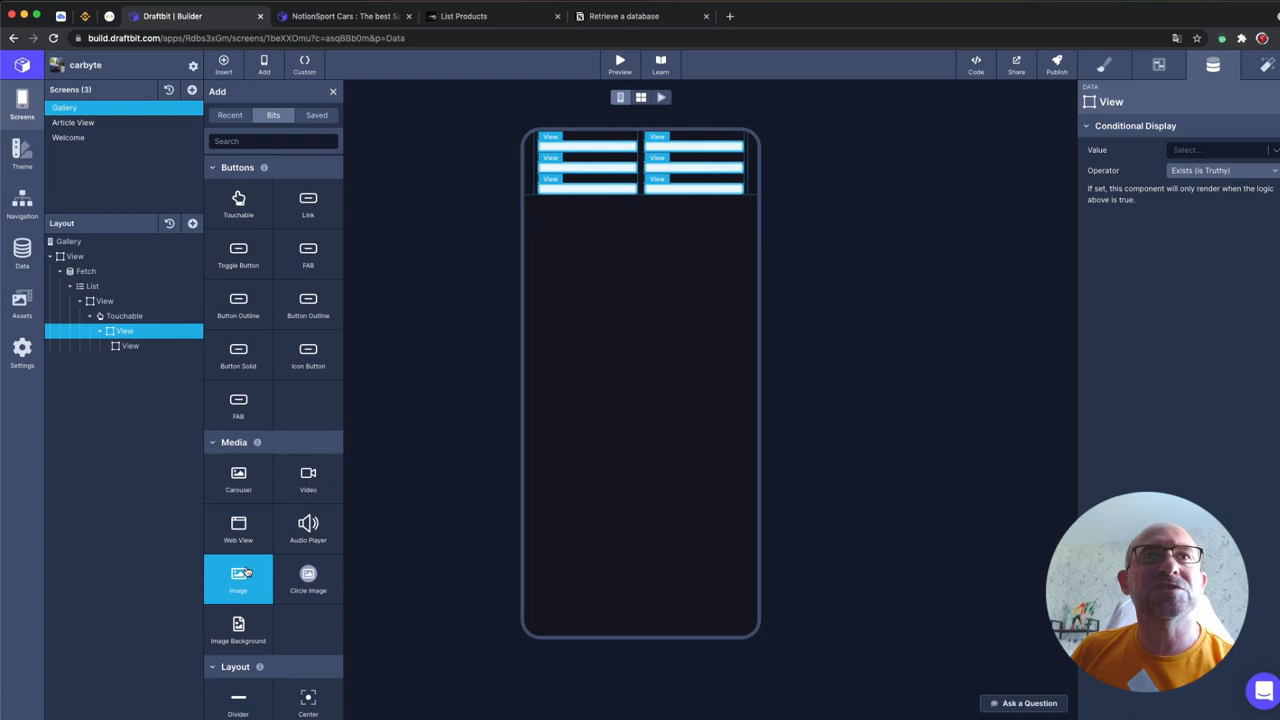 Draftbit | Builder
NotionSport Cars : The best Sp
List Products
Retrieve a database
build.draftbit.com/apps/Rdbs3xGm/screens/1beXXOmu?c=asqB8b0m&p=Data
carbyte
Insert
Add
Custom
Preview
Learn
Code
Share
Publish
Screens (3)
Gallery
Article View
Welcome
Screens
Theme
Navigation
Data
Assets
Settings
Layout
Gallery
View
Fetch
List
View
Touchable
View
View
Add
Recent
Bits
Saved
Search
Buttons
Touchable
Link
Toggle Button
FAB
Button Outline
Button Outline
Button Solid
Icon Button
FAB
Media
Carousel
Video
Web View
Audio Player
Image
Circle Image
Image Background
Layout
Divider
Center
View
View
View
View
View
View
DATA
View
Conditional Display
Value
Select...
Operator
Exists (is Truthy)
If set, this component will only render when the logic
above is true.
Ask a Question